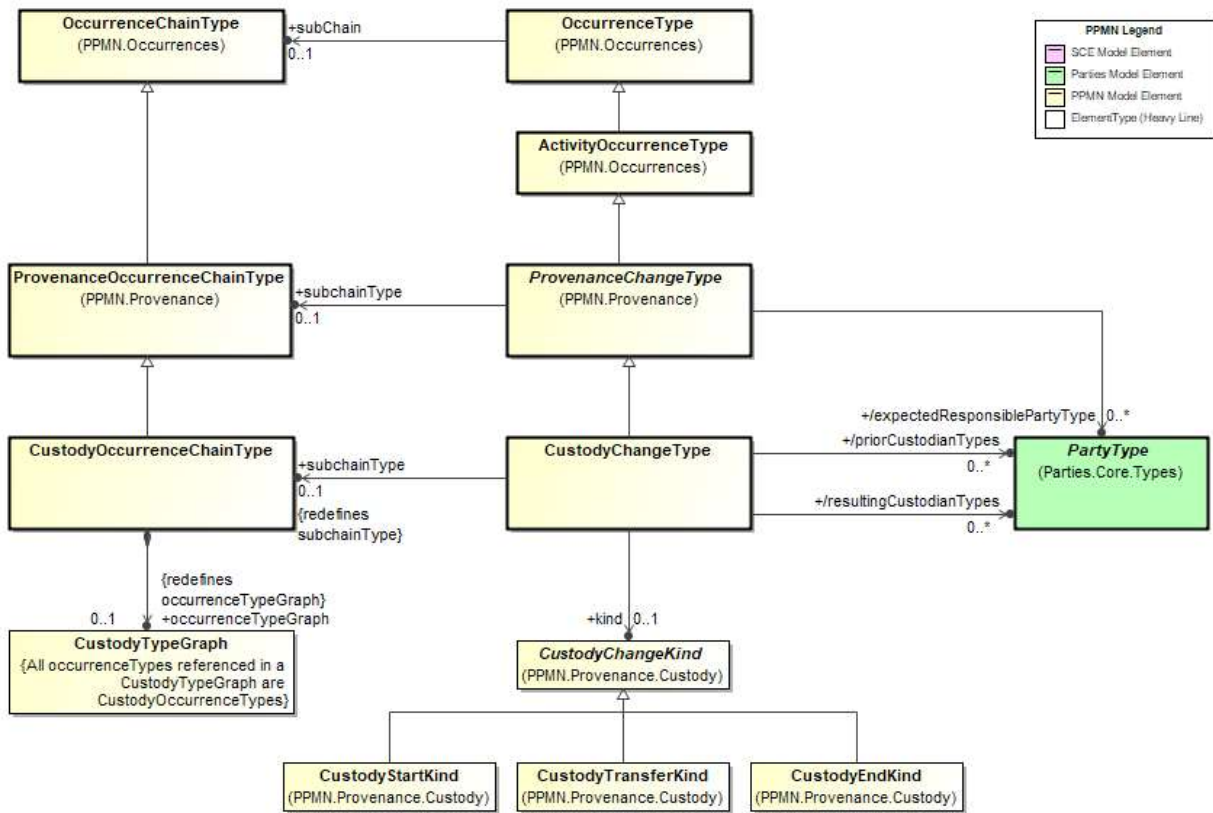 OccurrenceChainType
(PPMN.Occurrences)
+subChain
0..1
OccurrenceType
(PPMN.Occurrences)
PPMN Legend
SCE Model Element
Parties Model Element
PPMN Model Element
ElementType (Heavy Line)
ActivityOccurrenceType
(PPMN.Occurrences)
ProvenanceOccurrenceChainType
(PPMN.Provenance)
+subchainType
0..1
ProvenanceChangeType
(PPMN.Provenance)
+/expectedResponsiblePartyType
0..*
CustodyOccurrenceChainType
+subchainType
0..1
{redefines
subchainType}
CustodyChangeType
+/priorCustodianTypes
0..*
+/resultingCustodianTypes
0..*
PartyType
(Parties.Core.Types)
{redefines
occurrenceTypeGraph}
0..1
+occurrenceTypeGraph
+kind
0..1
CustodyTypeGraph
{All occurrenceTypes referenced in a
CustodyTypeGraph are
CustodyOccurrenceTypes}
CustodyChangeKind
(PPMN.Provenance.Custody)
CustodyStartKind
(PPMN.Provenance.Custody)
CustodyTransferKind
(PPMN.Provenance.Custody)
CustodyEndKind
(PPMN.Provenance.Custody)